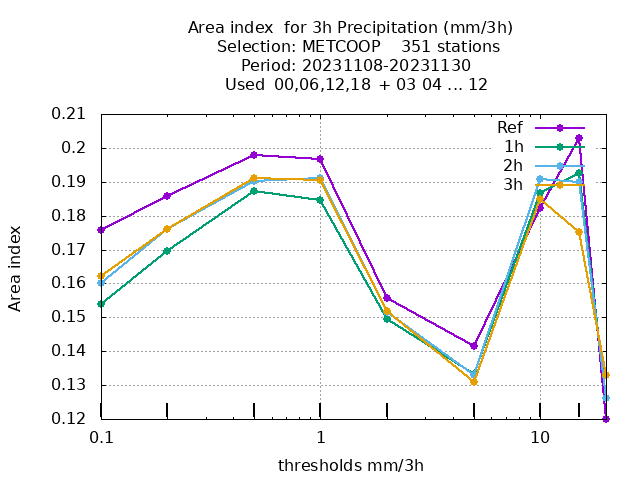 Area index  for 3h Precipitation (mm/3h)
Selection: METCOOP    351 stations
Period: 20231108-20231130
Used  00,06,12,18  + 03 04 ... 12
0.21
0.2
0.19
0.18
0.17
0.16
0.15
0.14
0.13
0.12
Area index
Ref
1h
2h
3h
0.1
1
10
thresholds mm/3h